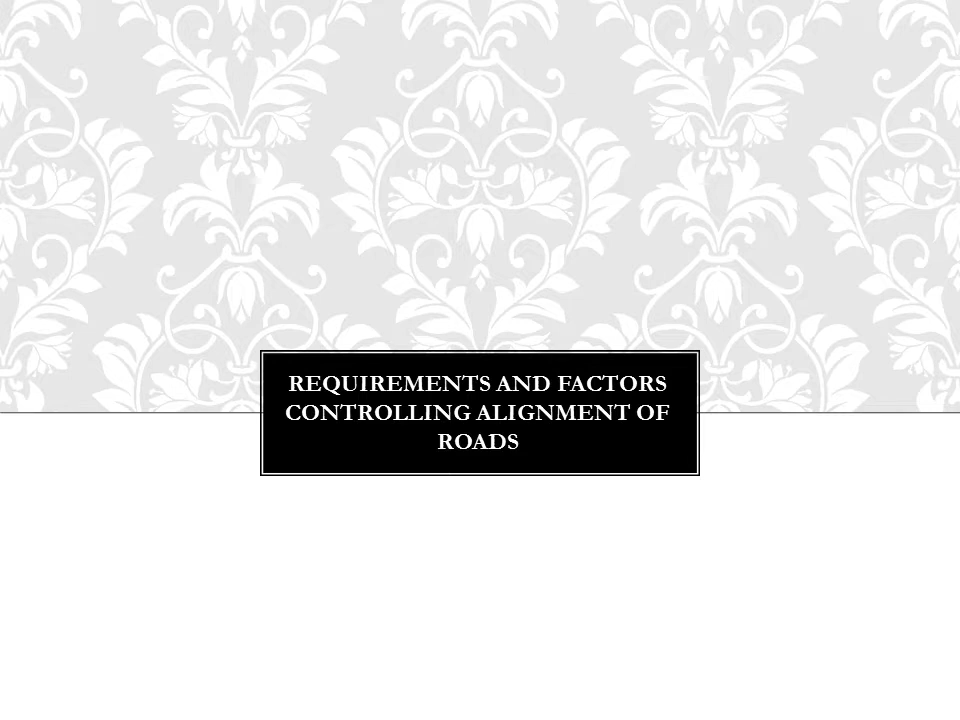 REQUIREMENTS AND FACTORS
CONTROLLING ALIGNMENT OF
ROADS